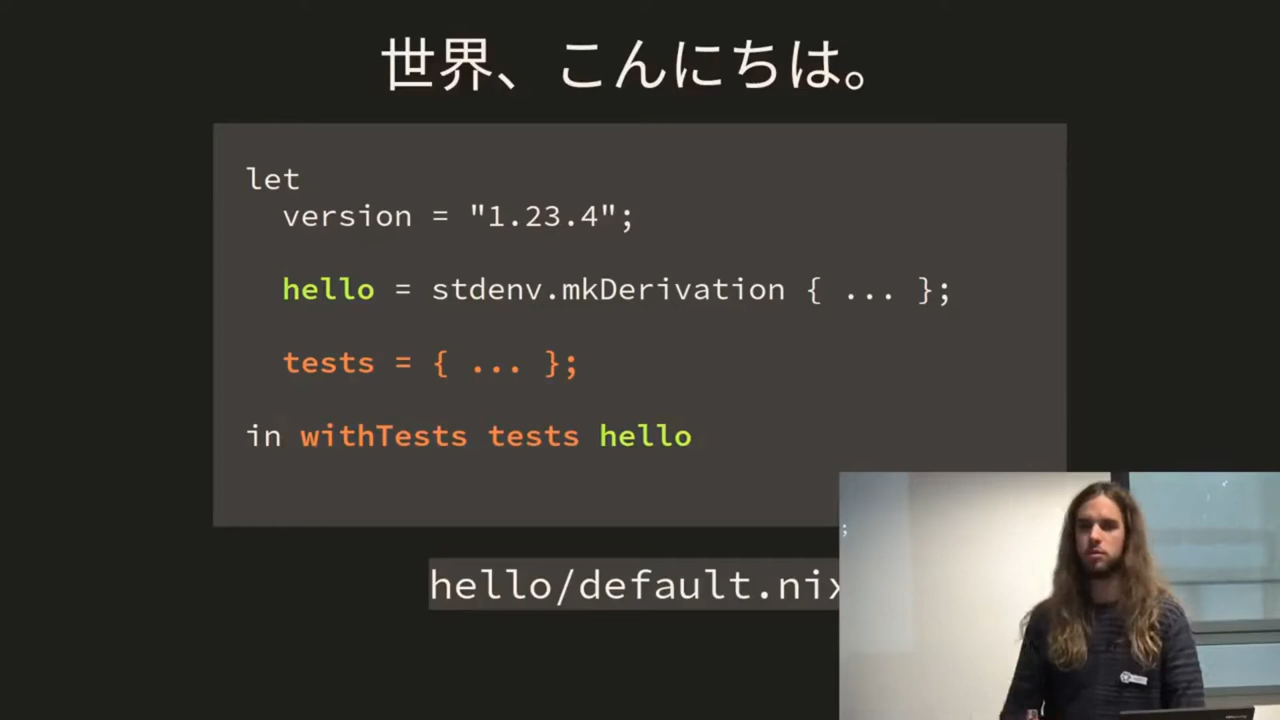 世界、こんにちは。
let
version = "1.23.4";
hello = stdenv.mkDerivation { ... };
tests = { ... };
in withTests tests hello
hello/default.nix